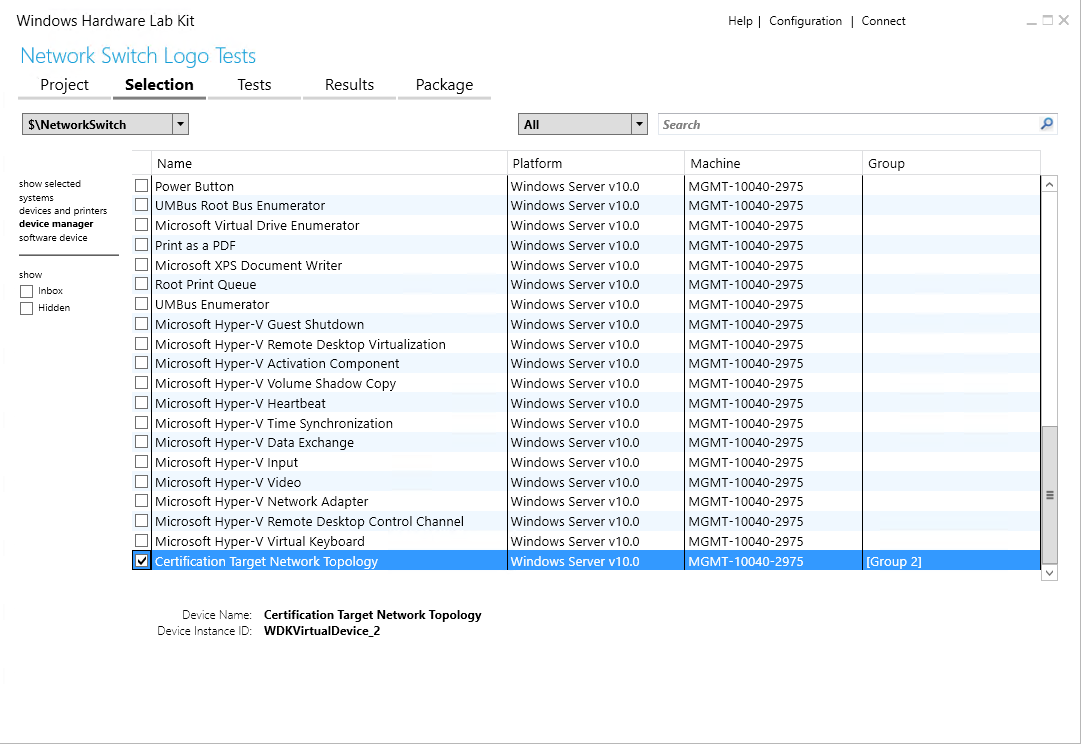 Windows Hardware Lab Kit
Help | Configuration | Connect
Network Switch Logo Tests
Project Selection Tests Results Package
$\NetworkSwitch All Search
Name Platform Machine Group
show selected
systems
devices and printers
device manager
software device
show
Inbox
Hidden
Power Button Windows Server v10.0 MGMT-10040-2975
UMBus Root Bus Enumerator Windows Server v10.0 MGMT-10040-2975
Microsoft Virtual Drive Enumerator Windows Server v10.0 MGMT-10040-2975
Print as a PDF Windows Server v10.0 MGMT-10040-2975
Microsoft XPS Document Writer Windows Server v10.0 MGMT-10040-2975
Root Print Queue Windows Server v10.0 MGMT-10040-2975
UMBus Enumerator Windows Server v10.0 MGMT-10040-2975
Microsoft Hyper-V Guest Shutdown Windows Server v10.0 MGMT-10040-2975
Microsoft Hyper-V Remote Desktop Virtualization Windows Server v10.0 MGMT-10040-2975
Microsoft Hyper-V Activation Component Windows Server v10.0 MGMT-10040-2975
Microsoft Hyper-V Volume Shadow Copy Windows Server v10.0 MGMT-10040-2975
Microsoft Hyper-V Heartbeat Windows Server v10.0 MGMT-10040-2975
Microsoft Hyper-V Time Synchronization Windows Server v10.0 MGMT-10040-2975
Microsoft Hyper-V Data Exchange Windows Server v10.0 MGMT-10040-2975
Microsoft Hyper-V Input Windows Server v10.0 MGMT-10040-2975
Microsoft Hyper-V Video Windows Server v10.0 MGMT-10040-2975
Microsoft Hyper-V Network Adapter Windows Server v10.0 MGMT-10040-2975
Microsoft Hyper-V Remote Desktop Control Channel Windows Server v10.0 MGMT-10040-2975
Microsoft Hyper-V Virtual Keyboard Windows Server v10.0 MGMT-10040-2975
Certification Target Network Topology Windows Server v10.0 MGMT-10040-2975 [Group 2]
Device Name: Certification Target Network Topology
Device Instance ID: WDKVirtualDevice_2